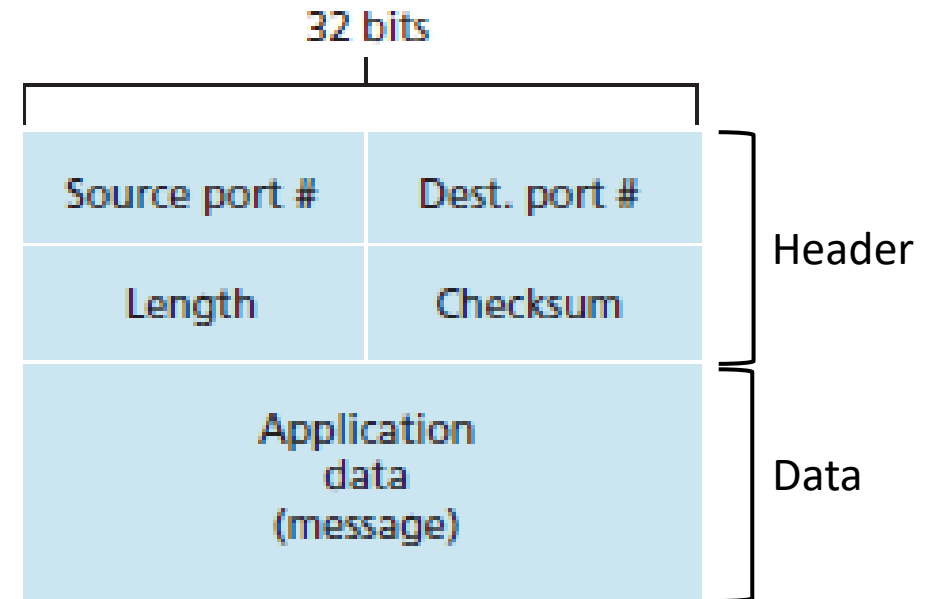 32 bits
Source port #
Dest. port #
Header
Length
Checksum
Application
data
(message)
Data